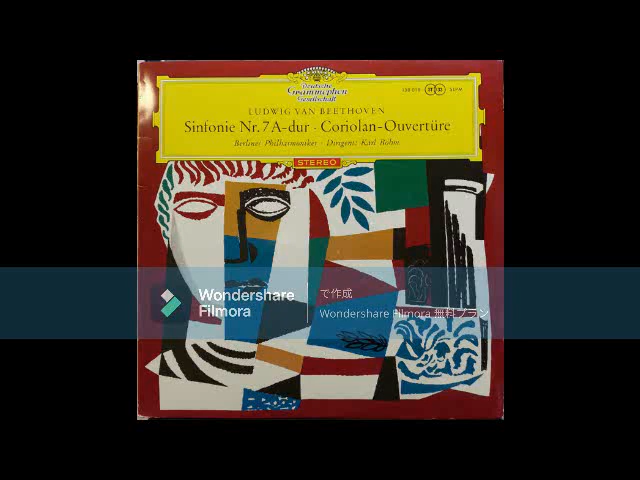 Deutsche
Grammophon
Gesellschaft
LUDWIG VAN BEETHOVEN
Sinfonie Nr. 7 A-dur · Coriolan-Ouvertüre
Berliner Philharmoniker · Dirigent: Karl Böhm
STEREO
Wondershare
Filmora
で作成
Wondershare Filmora 無料プラン